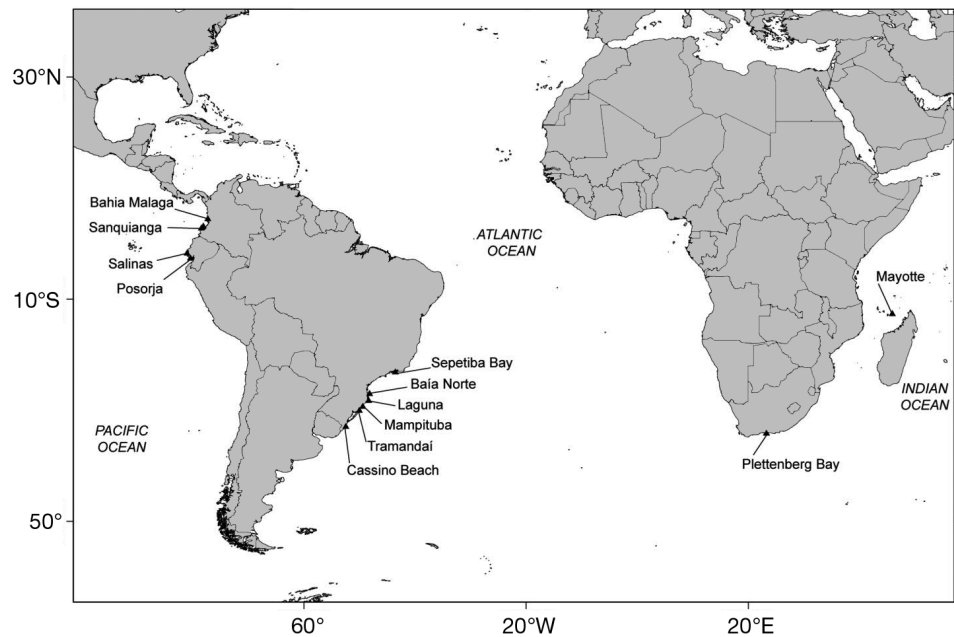 30°N
Bahia Malaga
Sanquianga
Salinas
Posorja
ATLANTIC
OCEAN
Mayotte
10°S
Sepetiba Bay
Baía Norte
Laguna
Mampituba
Tramandaí
Cassino Beach
INDIAN
OCEAN
PACIFIC
OCEAN
Plettenberg Bay
50°
60°
20°W
20°E